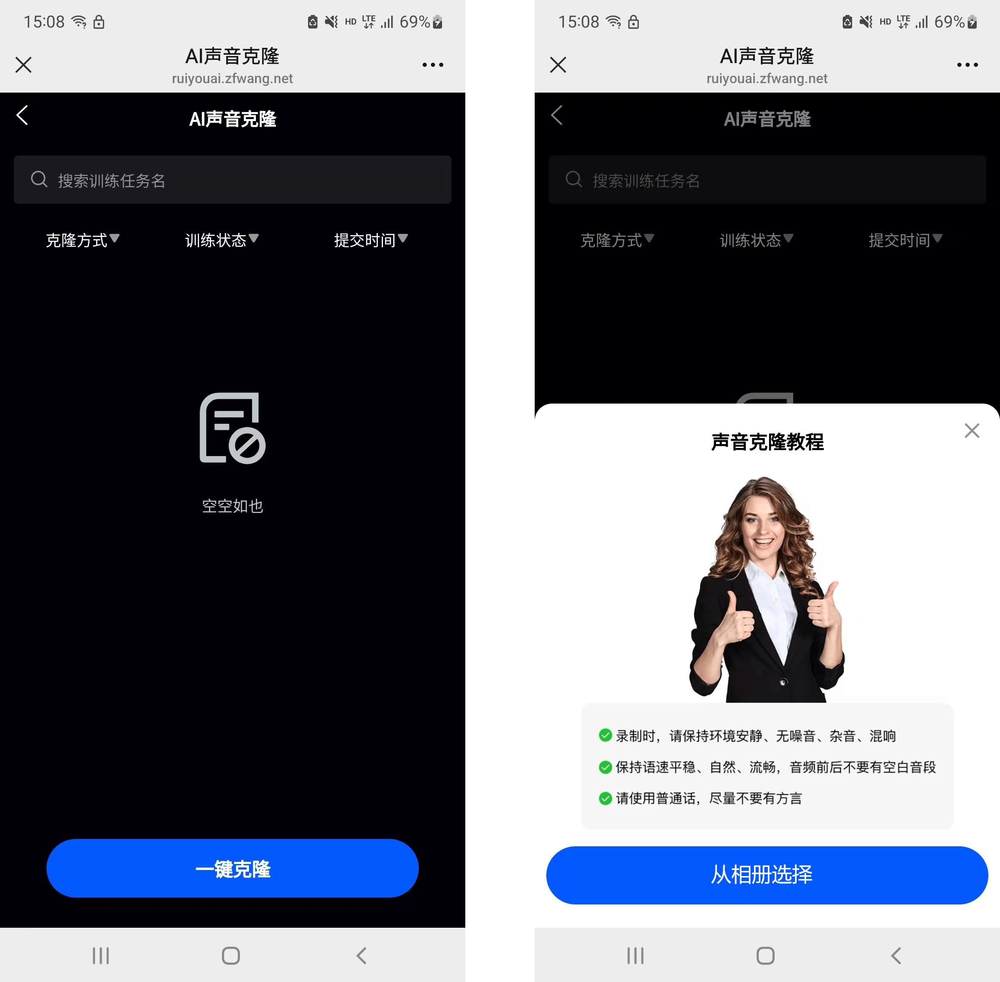 15:08
HD LTE 69%
AI声音克隆
ruiyouai.zfwang.net
AI声音克隆
搜索训练任务名
克隆方式 训练状态 提交时间
空空如也
一键克隆
15:08
HD LTE 69%
AI声音克隆
ruiyouai.zfwang.net
AI声音克隆
搜索训练任务名
克隆方式 训练状态 提交时间
声音克隆教程
录制时，请保持环境安静、无噪音、杂音、混响
保持语速平稳、自然、流畅，音频前后不要有空白音段
请使用普通话，尽量不要有方言
从相册选择